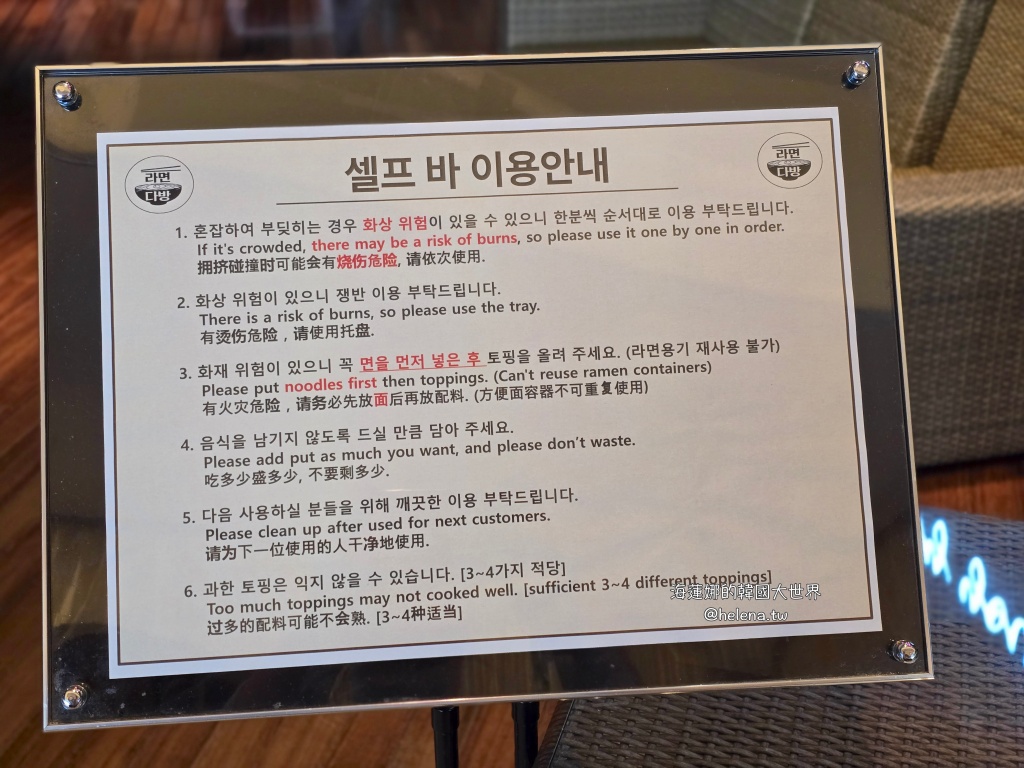 라면
다방
셀프 바 이용안내
라면
다방
1. 혼잡하여 부딪히는 경우 화상 위험이 있을 수 있으니 한분씩 순서대로 이용 부탁드립니다.
If it's crowded, there may be a risk of burns, so please use it one by one in order.
拥挤碰撞时可能会有烧伤危险, 请依次使用.
2. 화상 위험이 있으니 쟁반 이용 부탁드립니다.
There is a risk of burns, so please use the tray.
有烫伤危险，请使用托盘.
3. 화재 위험이 있으니 꼭 면을 먼저 넣은 후 토핑을 올려 주세요. (라면용기 재사용 불가)
Please put noodles first then toppings. (Can't reuse ramen containers)
有火灾危险，请务必先放面后再放配料. (方便面容器不可重复使用)
4. 음식을 남기지 않도록 드실 만큼 담아 주세요.
Please add put as much you want, and please don't waste.
吃多少盛多少, 不要剩多少.
5. 다음 사용하실 분들을 위해 깨끗한 이용 부탁드립니다.
Please clean up after used for next customers.
请为下一位使用的人干净地使用.
6. 과한 토핑은 익지 않을 수 있습니다. [3~4가지 적당]
Too much toppings may not cooked well. [sufficient 3~4 different toppings]
过多的配料可能不会熟. [3~4种适当]
海運娜的韓國大世界
@helena.tw